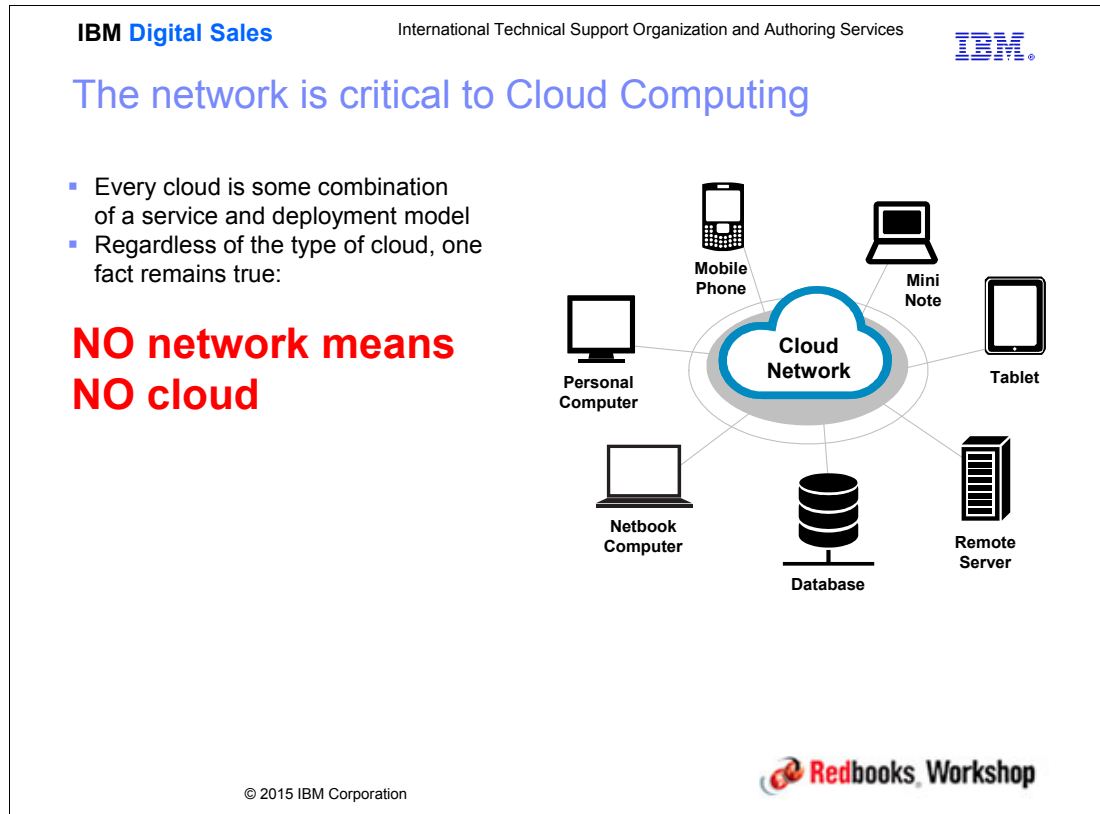 IBM Digital Sales
International Technical Support Organization and Authoring Services
IBM®
The network is critical to Cloud Computing
▪ Every cloud is some combination
of a service and deployment model
▪ Regardless of the type of cloud, one
fact remains true:
NO network means
NO cloud
Mobile
Phone
Mini
Note
Tablet
Cloud
Network
Personal
Computer
Netbook
Computer
Database
Remote
Server
© 2015 IBM Corporation
Redbooks® Workshop